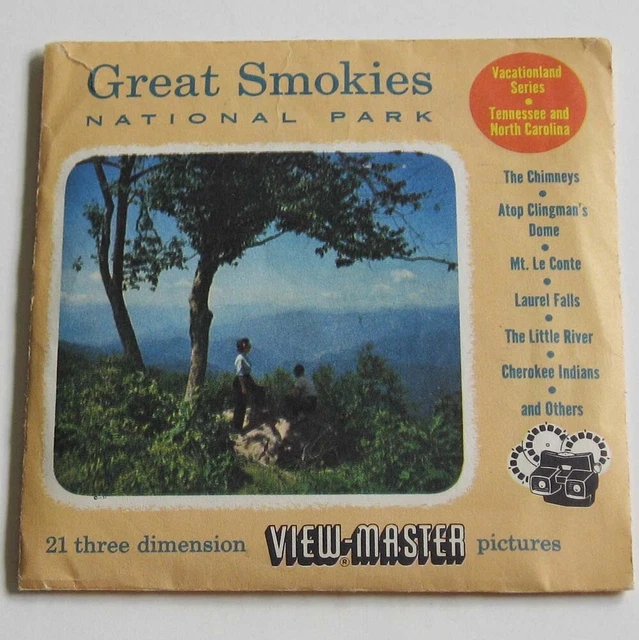 Great Smokies
NATIONAL PARK
Vacationland
Series
•
Tennessee and
North Carolina
The Chimneys
•
Atop Clingman's
Dome
•
Mt. Le Conte
•
Laurel Falls
•
The Little River
•
Cherokee Indians
•
and Others
21 three dimension VIEW-MASTER® pictures